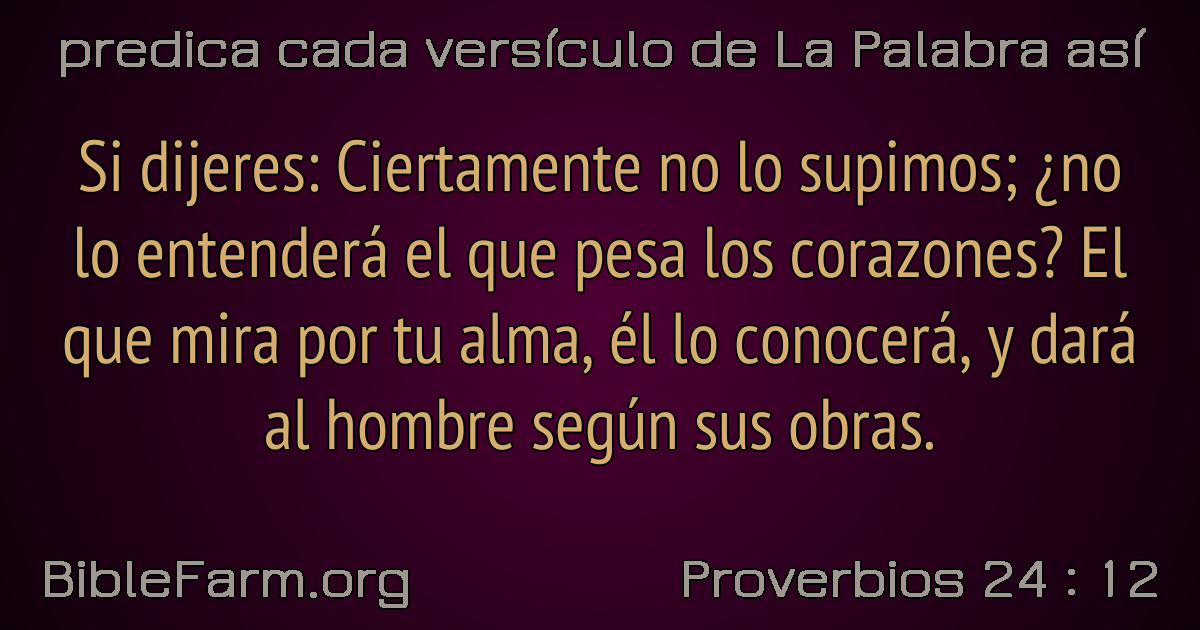 predica cada versículo de La Palabra así
Si dijeres: Ciertamente no lo supimos; ¿no
lo entenderá el que pesa los corazones? El
que mira por tu alma, él lo conocerá, y dará
al hombre según sus obras.
BibleFarm.org
Proverbios 24 : 12